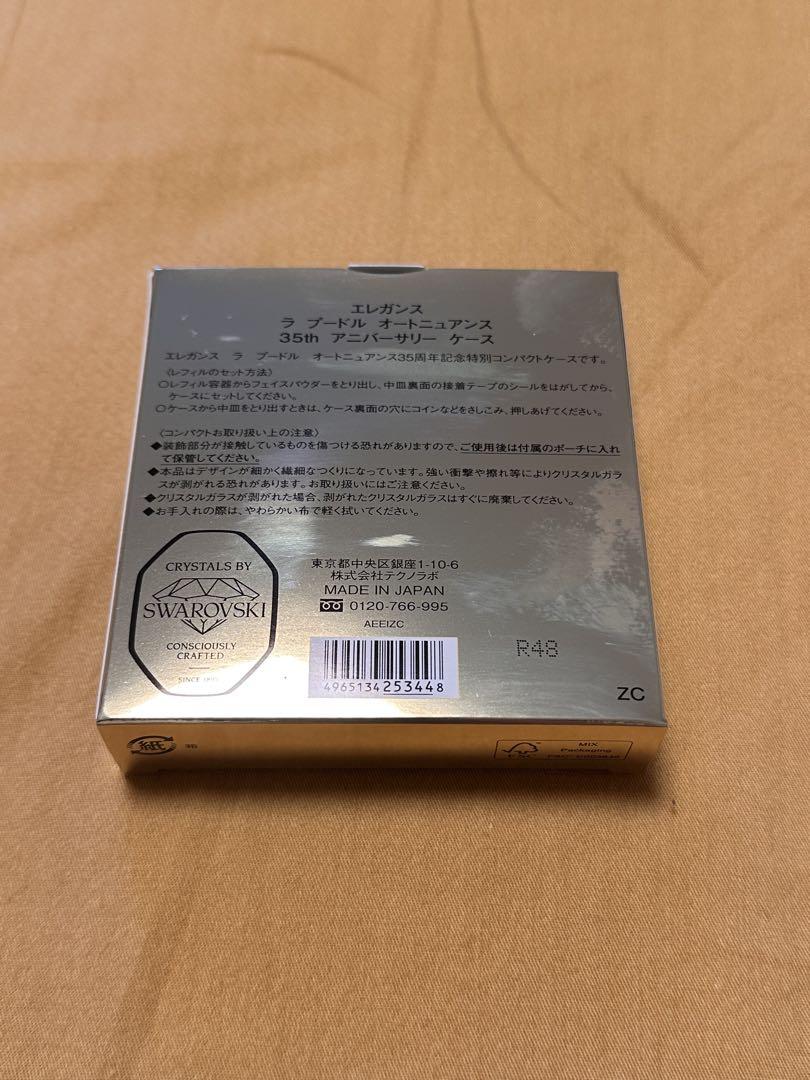 エレガンス
ラ プードル オートニュアンス
35th アニバーサリー ケース
エレガンス ラ プードル オートニュアンス35周年記念特別コンパクトケースです。
〈レフィルのセット方法〉
○レフィル容器からフェイスパウダーをとり出し、中皿裏面の接着テープのシールをはがしてから、
ケースにセットしてください。
○ケースから中皿をとり出すときは、ケース裏面の穴にコインなどをさしこみ、押しあげてください。
〈コンパクトお取り扱い上の注意〉
◆装飾部分が接触しているものを傷つける恐れがありますので、ご使用後は付属のポーチに入れ
て保管してください。
◆本品はデザインが細かく繊細なつくりになっています。強い衝撃や擦れ等によりクリスタルガラ
スが剥がれる恐れがあります。お取り扱いにはご注意ください。
◆クリスタルガラスが剥がれた場合、剥がれたクリスタルガラスはすぐに廃棄してください。
◆お手入れの際は、やわらかい布で軽く拭いてください。
CRYSTALS BY
SWAROVSKI
CONSCIOUSLY
CRAFTED
SINCE 1895
東京都中央区銀座1-10-6
株式会社テクノラボ
MADE IN JAPAN
0120-766-995
AEEIZC
4965134253448
R48
ZC
紙
箱
MIX
Packaging
FSC